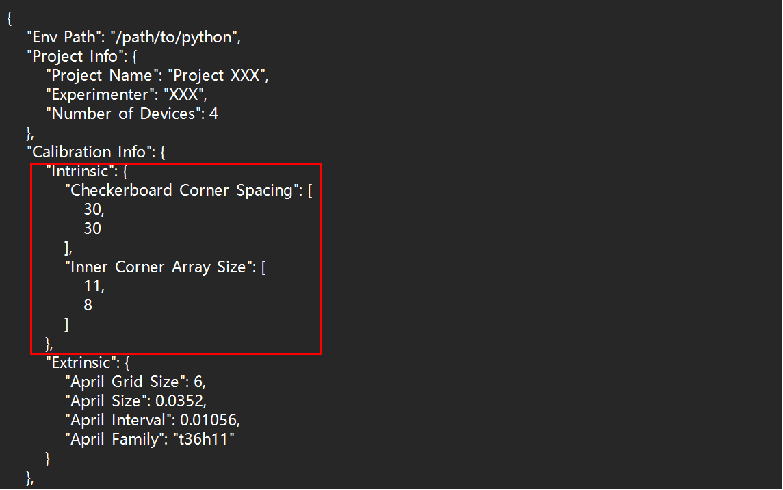 {
"Env Path": "/path/to/python",
"Project Info": {
"Project Name": "Project XXX",
"Experimenter": "XXX",
"Number of Devices": 4
},
"Calibration Info": {
"Intrinsic": {
"Checkerboard Corner Spacing": [
30,
30
],
"Inner Corner Array Size": [
11,
8
]
},
"Extrinsic": {
"April Grid Size": 6,
"April Size": 0.0352,
"April Interval": 0.01056,
"April Family": "t36h11"
}
},